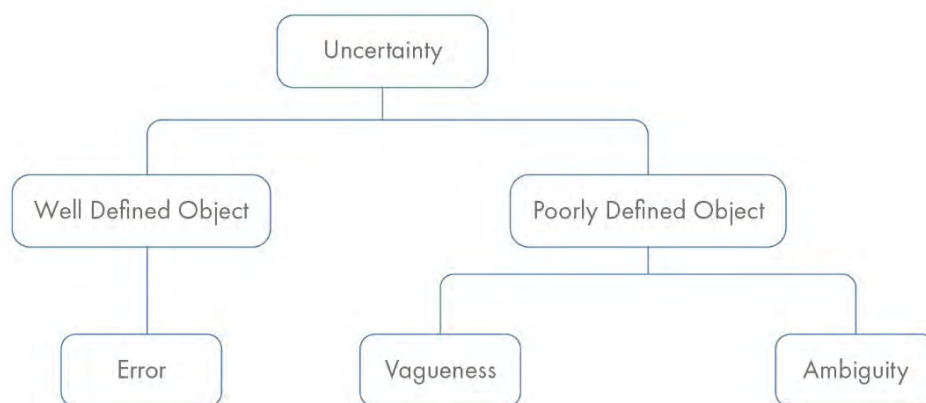 Uncertainty
Well Defined Object
Poorly Defined Object
Error
Vagueness
Ambiguity